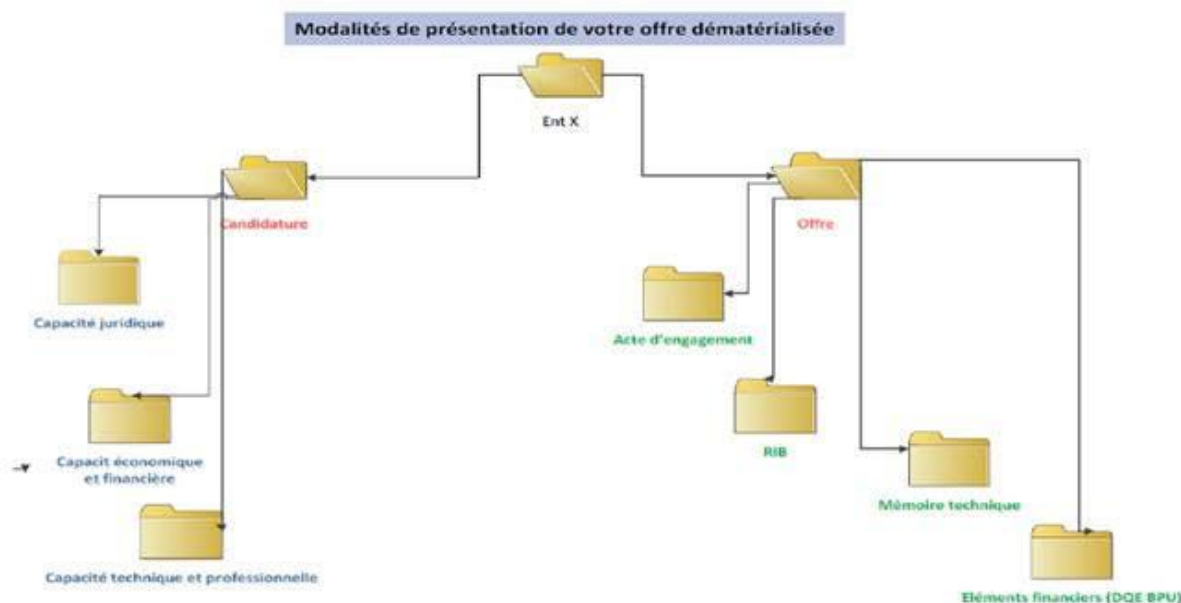 Modalités de présentation de votre offre dématérialisée
Ent X
Candidature
Offre
Capacité juridique
Acte d'engagement
Capacit économique
et financière
RIB
Mémoire technique
Capacité technique et professionnelle
Eléments financiers (DQE BPU)